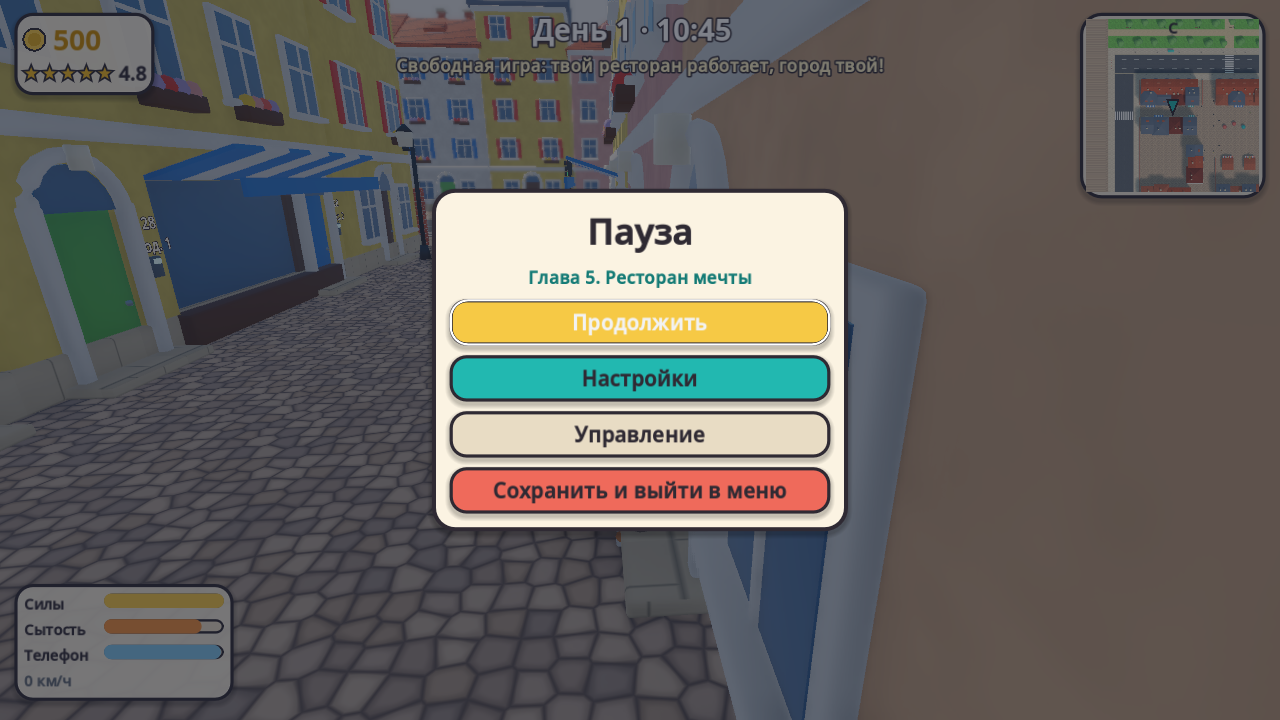 500
4.8
День 1 · 10:45
Свободная игра: твой ресторан работает, город твой!
С
Пауза
Глава 5. Ресторан мечты
Продолжить
Настройки
Управление
Сохранить и выйти в меню
Силы
Сытость
Телефон
0 км/ч